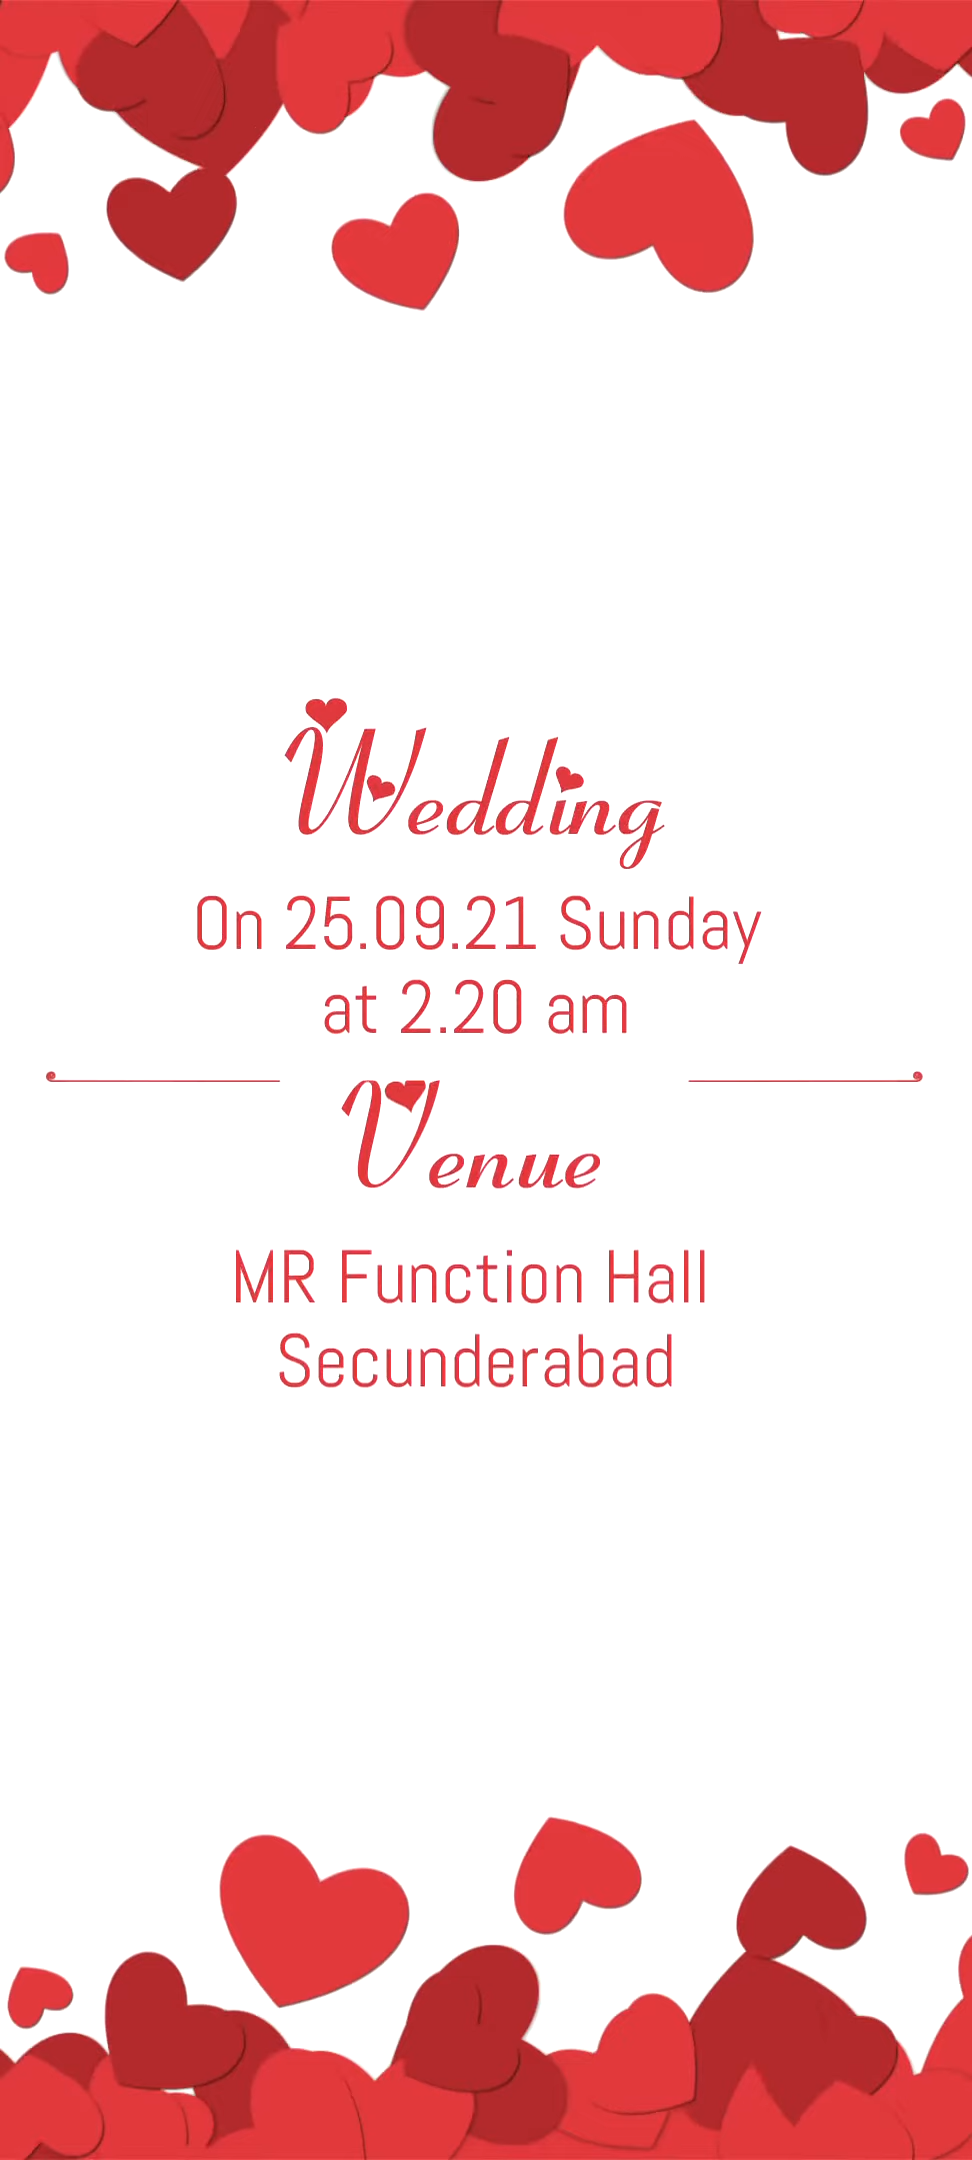 Wedding
On 25.09.21 Sunday
at 2.20 am
Venue
MR Function Hall
Secunderabad